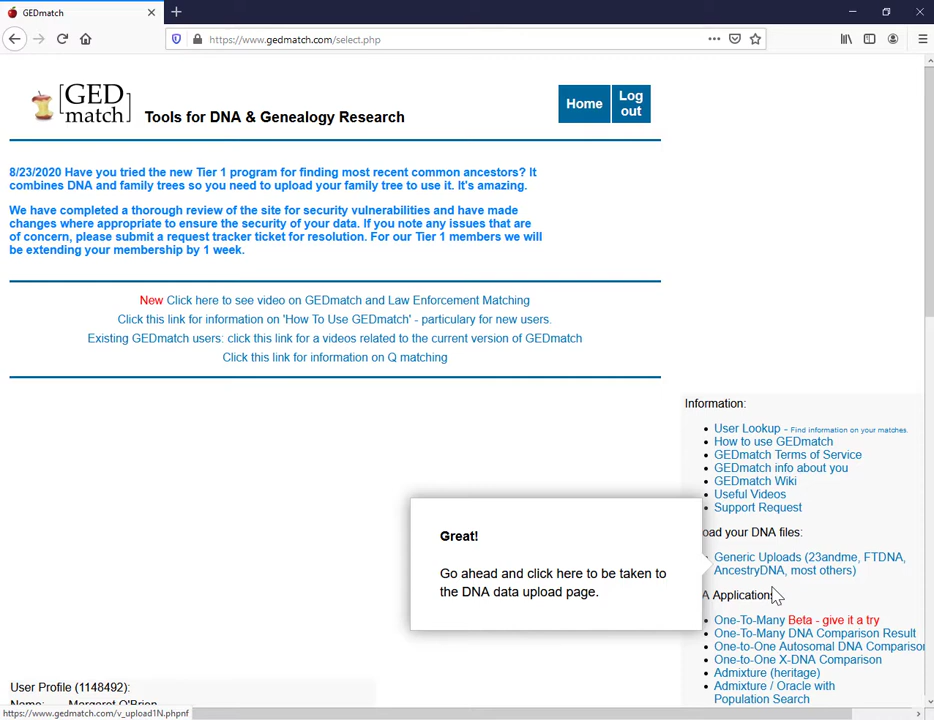 GEDmatch
https://www.gedmatch.com/select.php
GED
match
Tools for DNA & Genealogy Research
Home
Log
out
8/23/2020 Have you tried the new Tier 1 program for finding most recent common ancestors? It
combines DNA and family trees so you need to upload your family tree to use it. It's amazing.
We have completed a thorough review of the site for security vulnerabilities and have made
changes where appropriate to ensure the security of your data. If you note any issues that are
of concern, please submit a request tracker ticket for resolution. For our Tier 1 members we will
be extending your membership by 1 week.
New Click here to see video on GEDmatch and Law Enforcement Matching
Click this link for information on 'How To Use GEDmatch' - particulary for new users.
Existing GEDmatch users: click this link for a videos related to the current version of GEDmatch
Click this link for information on Q matching
Information:
User Lookup - Find information on your matches.
How to use GEDmatch
GEDmatch Terms of Service
GEDmatch info about you
GEDmatch Wiki
Useful Videos
Support Request
oad your DNA files:
Generic Uploads (23andme, FTDNA,
AncestryDNA, most others)
A Applications
One-To-Many Beta - give it a try
One-To-Many DNA Comparison Result
One-to-One Autosomal DNA Comparison
One-to-One X-DNA Comparison
Admixture (heritage)
Admixture / Oracle with
Population Search
Great!
Go ahead and click here to be taken to
the DNA data upload page.
User Profile (1148492):
Name: Margaret O'Brien
https://www.gedmatch.com/v_upload1N.phpnf